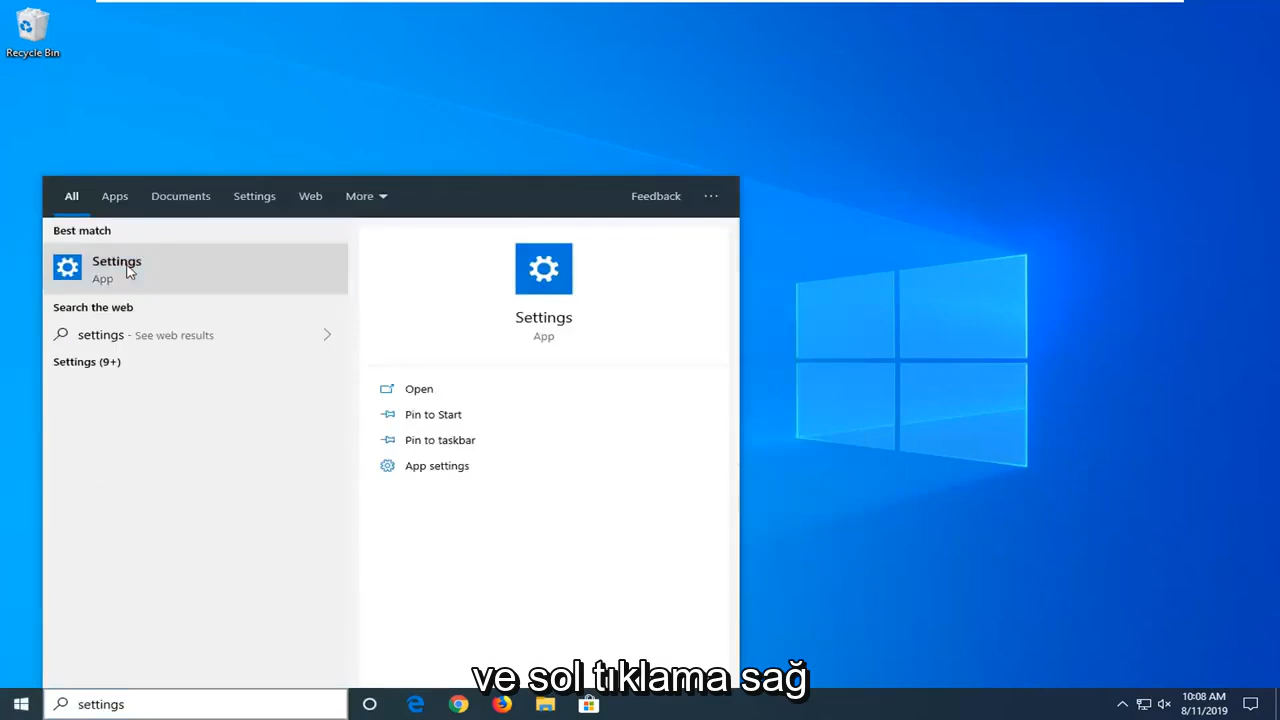 Recycle Bin
All Apps Documents Settings Web More Feedback ...
Best match
Settings
App
Search the web
settings - See web results
Settings (9+)
Settings
App
Open
Pin to Start
Pin to taskbar
App settings
ve sol tıklama sağ
settings
10:08 AM
8/11/2019